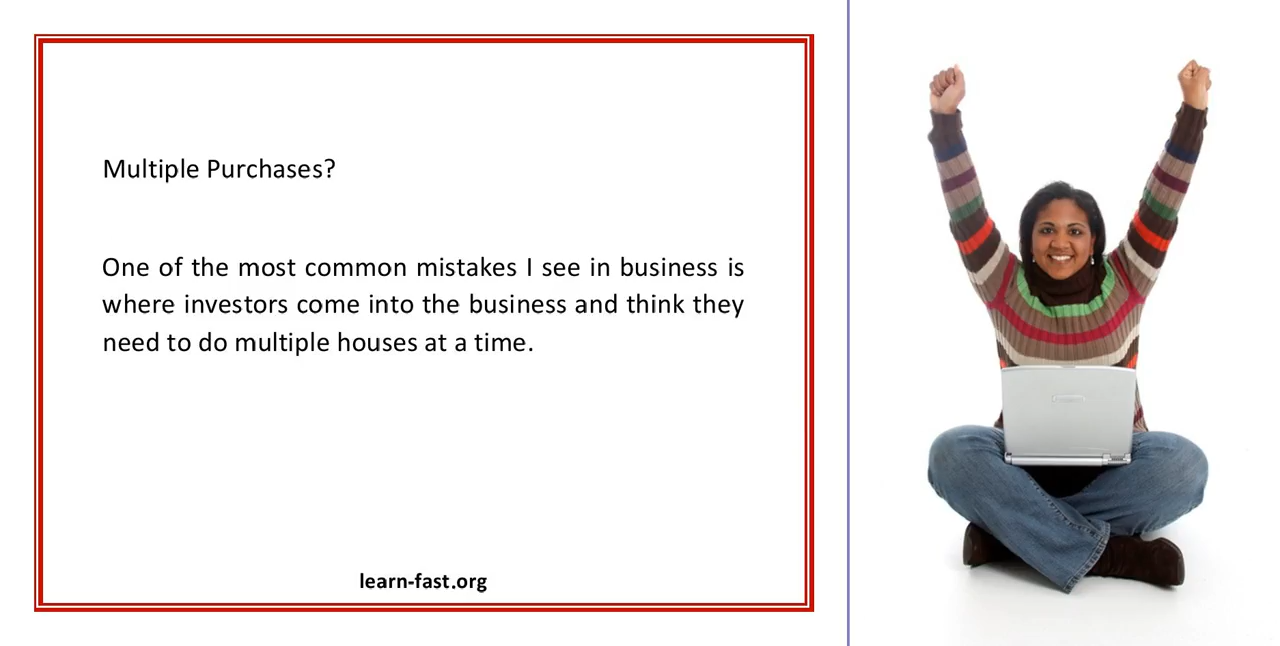 Multiple Purchases?
One of the most common mistakes I see in business is
where investors come into the business and think they
need to do multiple houses at a time.
learn-fast.org